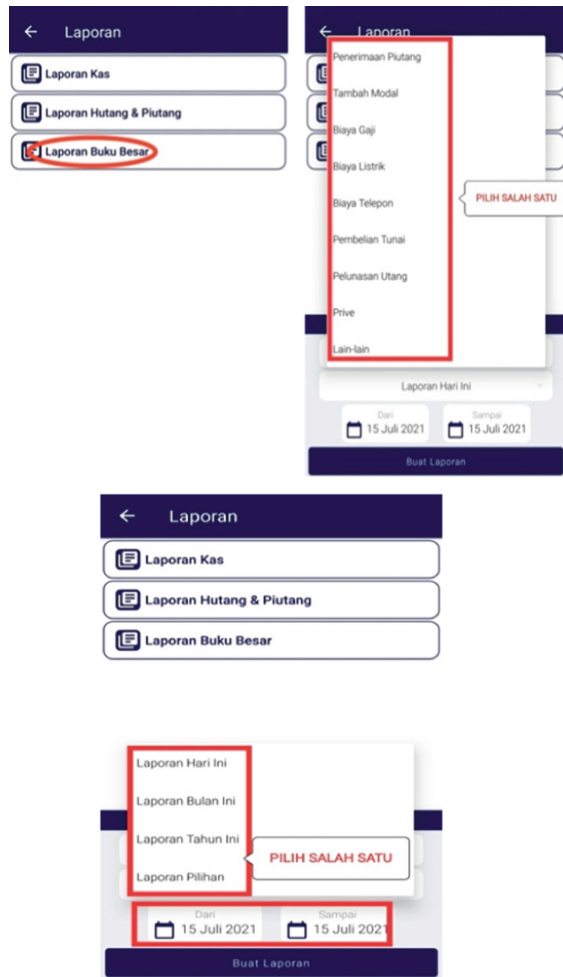 Laporan
Laporan Kas
Laporan Hutang & Piutang
Laporan Buku Besar
Laporan
Penerimaan Piutang
Tambah Modal
Biaya Gaji
Biaya Listrik
Biaya Telepon
Pembelian Tunai
Pelunasan Utang
Prive
Lain-lain
PILIH SALAH SATU
Laporan Hari Ini
Dari
15 Juli 2021
Sampai
15 Juli 2021
Buat Laporan
Laporan
Laporan Kas
Laporan Hutang & Piutang
Laporan Buku Besar
Laporan Hari Ini
Laporan Bulan Ini
Laporan Tahun Ini
Laporan Pilihan
PILIH SALAH SATU
Dari
15 Juli 2021
Sampai
15 Juli 2021
Buat Laporan